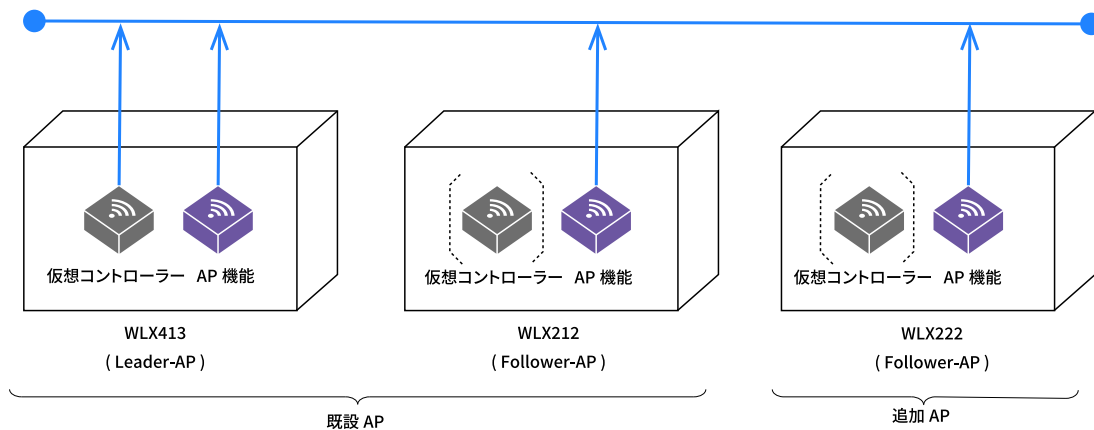 仮想コントローラー AP 機能
仮想コントローラー AP 機能
仮想コントローラー AP 機能
WLX413
( Leader-AP )
WLX212
( Follower-AP )
WLX222
( Follower-AP )
既設 AP
追加 AP